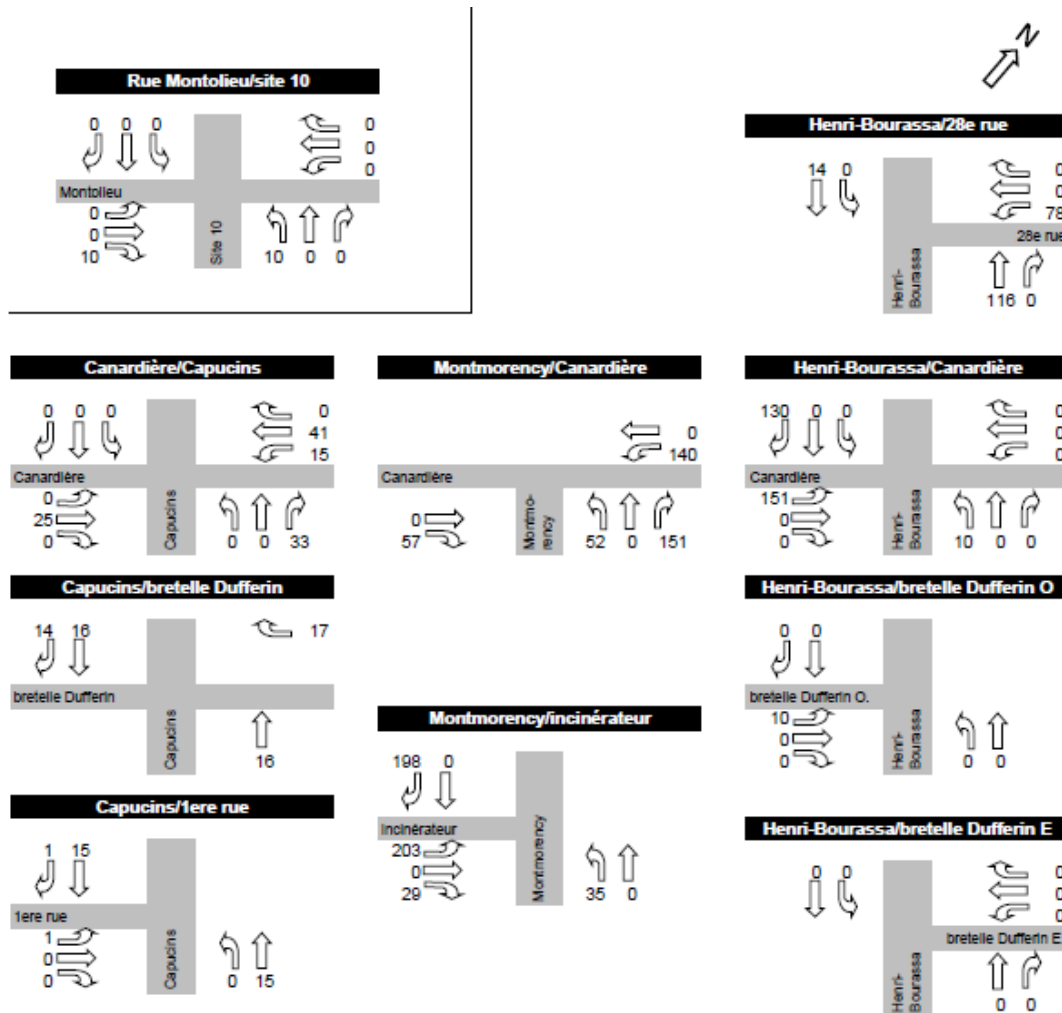 N
Rue Montolieu/site 10
0 0 0
0
0
0
Montolieu
0
0
10
Site 10
10 0 0
Henri-Bourassa/28e rue
14 0
0
0
78
28e rue
Henri-
Bourassa
116 0
Canardière/Capucins
0 0 0
0
41
15
Canardière
0
25
0
Capucins
0 0 33
Montmorency/Canardière
0
140
Canardière
0
57
Montmo-
rency
52 0 151
Henri-Bourassa/Canardière
130 0 0
0
0
0
Canardière
151
0
0
Henri-
Bourassa
10 0 0
Capucins/bretelle Dufferin
14 16
17
bretelle Dufferin
Capucins
16
Henri-Bourassa/bretelle Dufferin O
0 0
bretelle Dufferin O.
10
0
0
Henri-
Bourassa
0 0
Montmorency/incinérateur
198 0
Incinérateur
203
0
29
Montmorency
35 0
Capucins/1ere rue
1 15
1ere rue
1
0
0
Capucins
0 15
Henri-Bourassa/bretelle Dufferin E
0 0
0
0
0
bretelle Dufferin E
Henri-
Bourassa
0 0